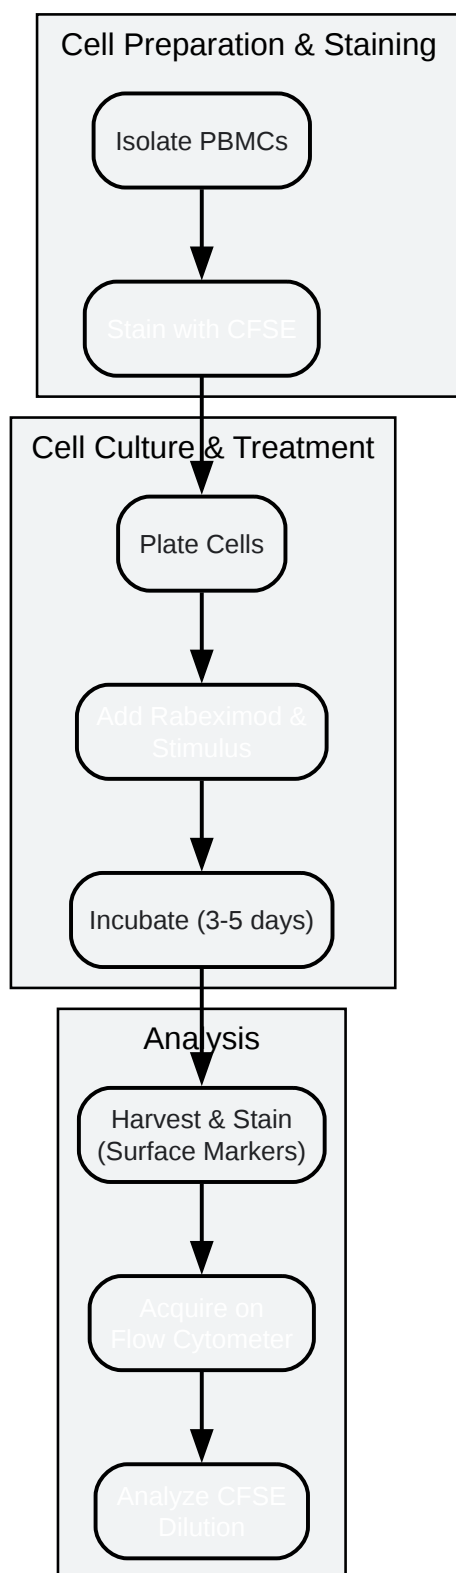 Cell Preparation & Staining
Isolate PBMCs
Stain with CFSE
Cell Culture & Treatment
Plate Cells
Add Rabeximod &
Stimulus
Incubate (3-5 days)
Analysis
Harvest & Stain
(Surface Markers)
Acquire on
Flow Cytometer
Analyze CFSE
Dilution